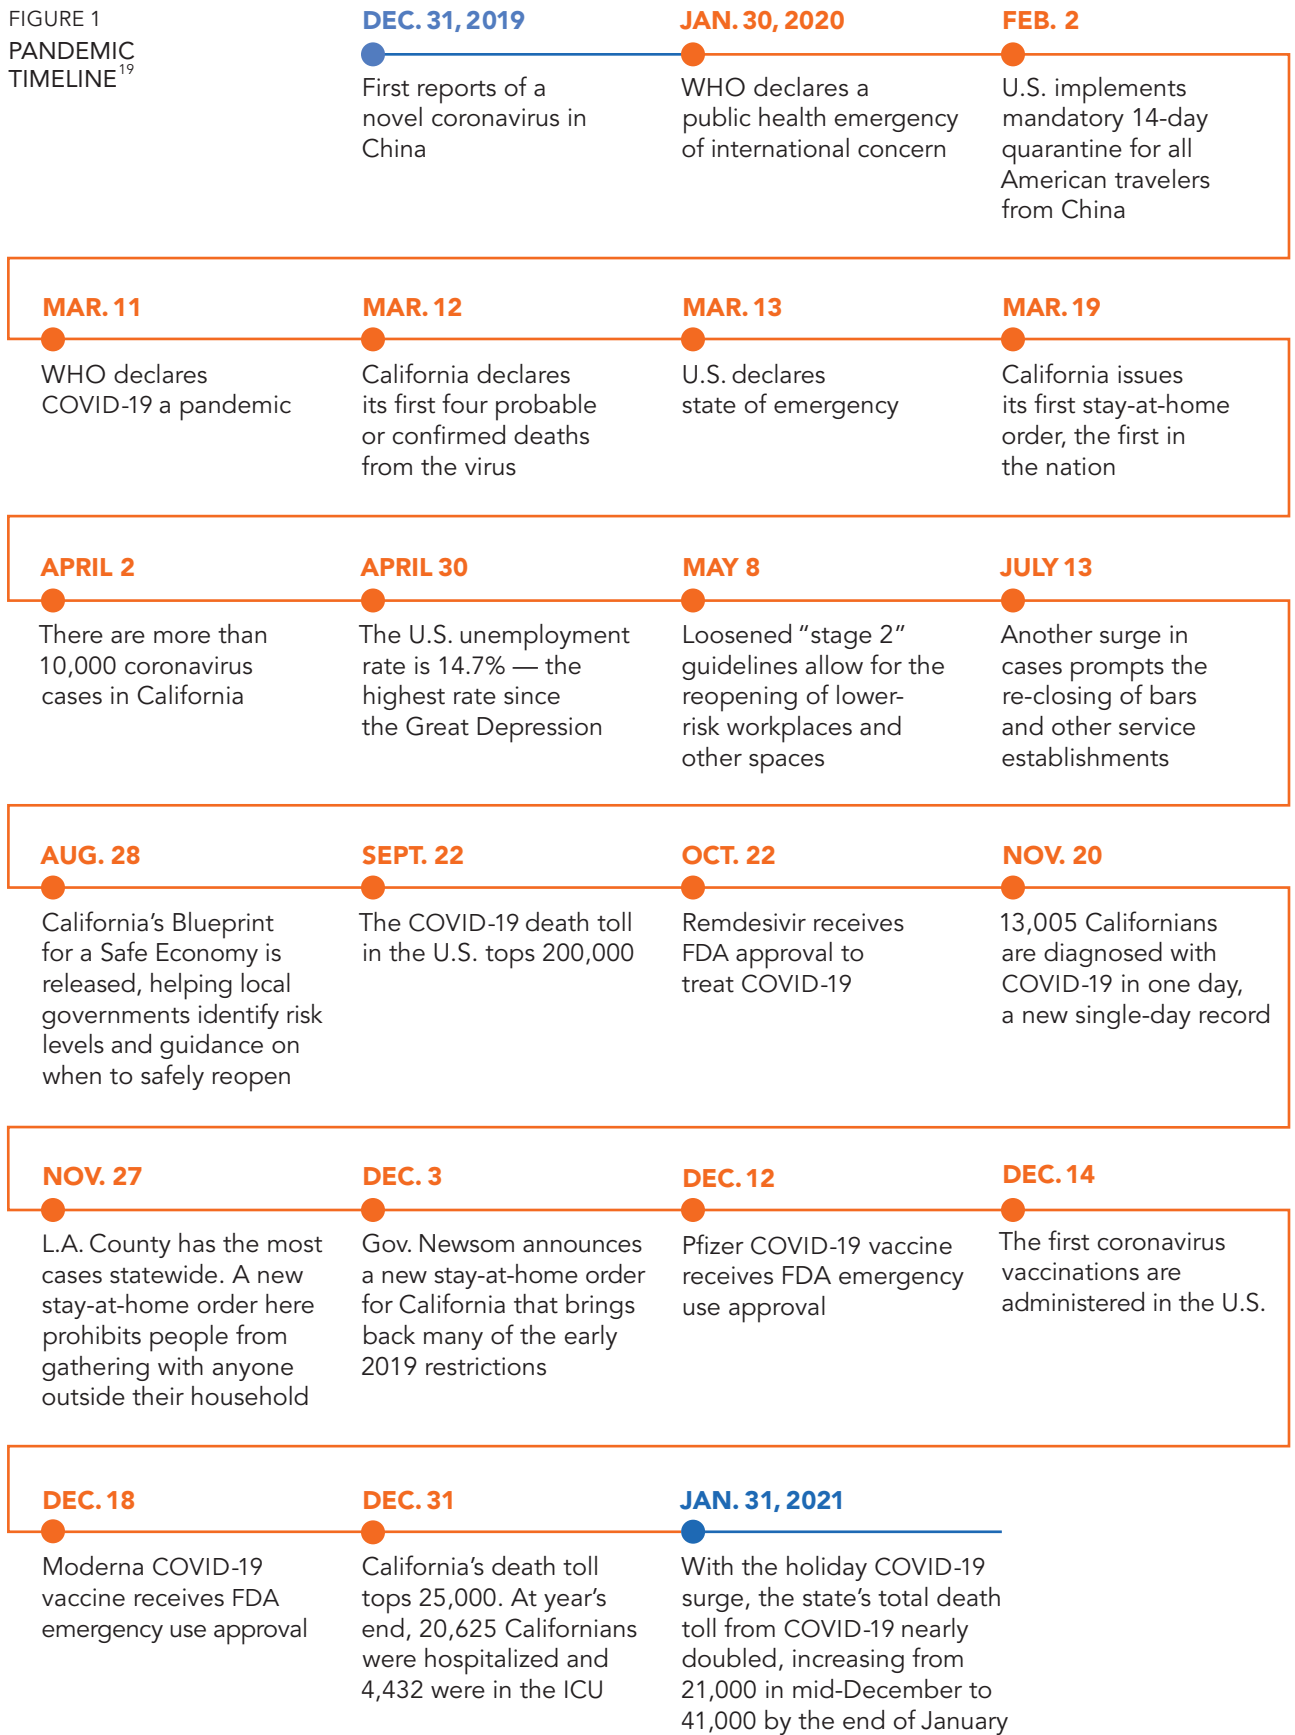 FIGURE 1
PANDEMIC
TIMELINE19
DEC. 31, 2019
First reports of a
novel coronavirus in
China
JAN. 30, 2020
WHO declares a
public health emergency
of international concern
FEB. 2
U.S. implements
mandatory 14-day
quarantine for all
American travelers
from China
MAR. 11
WHO declares
COVID-19 a pandemic
MAR. 12
California declares
its first four probable
or confirmed deaths
from the virus
MAR. 13
U.S. declares
state of emergency
MAR. 19
California issues
its first stay-at-home
order, the first in
the nation
APRIL 2
There are more than
10,000 coronavirus
cases in California
APRIL 30
The U.S. unemployment
rate is 14.7% — the
highest rate since
the Great Depression
MAY 8
Loosened “stage 2”
guidelines allow for the
reopening of lower-
risk workplaces and
other spaces
JULY 13
Another surge in
cases prompts the
re-closing of bars
and other service
establishments
AUG. 28
California’s Blueprint
for a Safe Economy is
released, helping local
governments identify risk
levels and guidance on
when to safely reopen
SEPT. 22
The COVID-19 death toll
in the U.S. tops 200,000
OCT. 22
Remdesivir receives
FDA approval to
treat COVID-19
NOV. 20
13,005 Californians
are diagnosed with
COVID-19 in one day,
a new single-day record
NOV. 27
L.A. County has the most
cases statewide. A new
stay-at-home order here
prohibits people from
gathering with anyone
outside their household
DEC. 3
Gov. Newsom announces
a new stay-at-home order
for California that brings
back many of the early
2019 restrictions
DEC. 12
Pfizer COVID-19 vaccine
receives FDA emergency
use approval
DEC. 14
The first coronavirus
vaccinations are
administered in the U.S.
DEC. 18
Moderna COVID-19
vaccine receives FDA
emergency use approval
DEC. 31
California’s death toll
tops 25,000. At year’s
end, 20,625 Californians
were hospitalized and
4,432 were in the ICU
JAN. 31, 2021
With the holiday COVID-19
surge, the state’s total death
toll from COVID-19 nearly
doubled, increasing from
21,000 in mid-December to
41,000 by the end of January